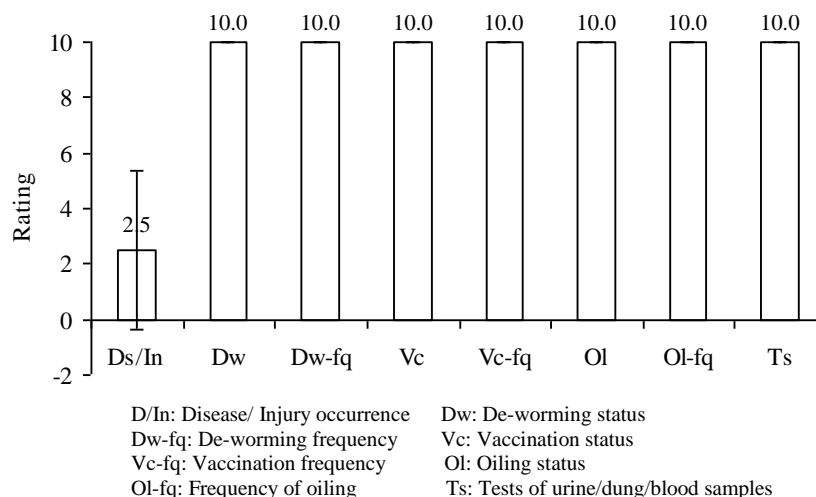 10.0 10.0 10.0 10.0 10.0 10.0 10.0
10
8
6
4
2.5
2
0
-2
Rating
Ds/In Dw Dw-fq Vc Vc-fq Ol Ol-fq Ts
D/In: Disease/ Injury occurrence Dw: De-worming status
Dw-fq: De-worming frequency Vc: Vaccination status
Vc-fq: Vaccination frequency Ol: Oiling status
Ol-fq: Frequency of oiling Ts: Tests of urine/dung/blood samples